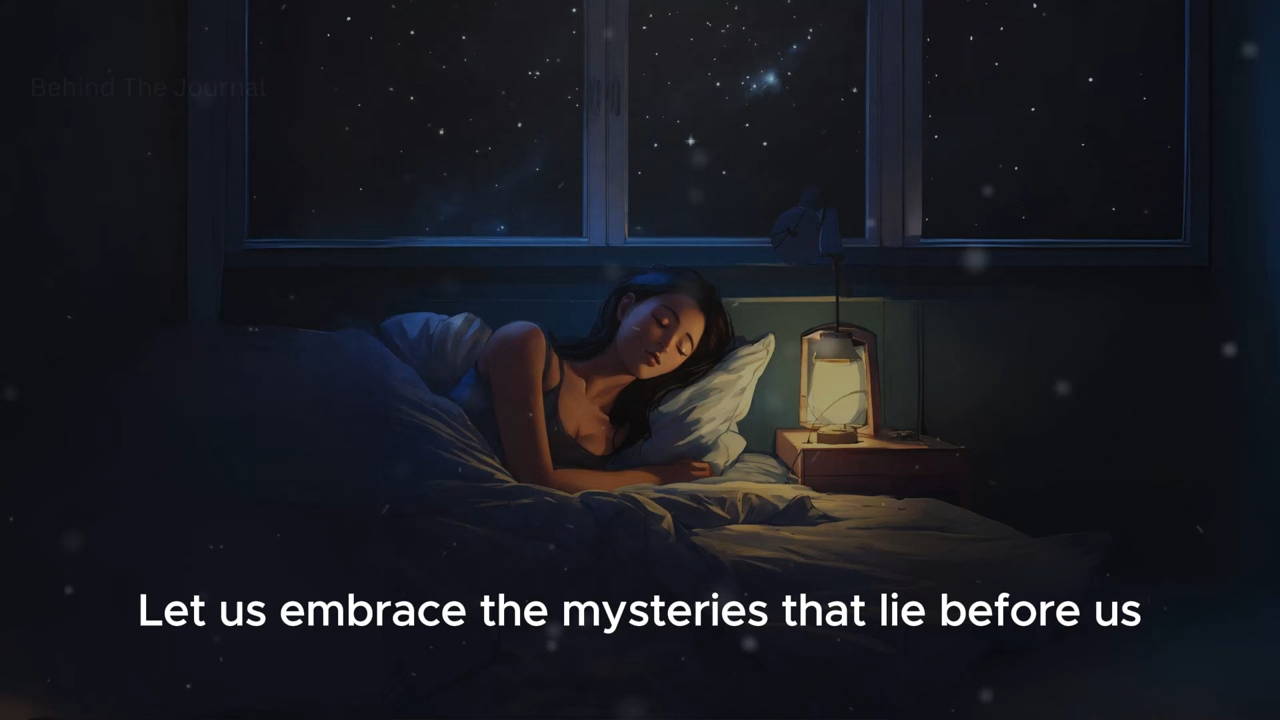 Behind The Journal
Let us embrace the mysteries that lie before us